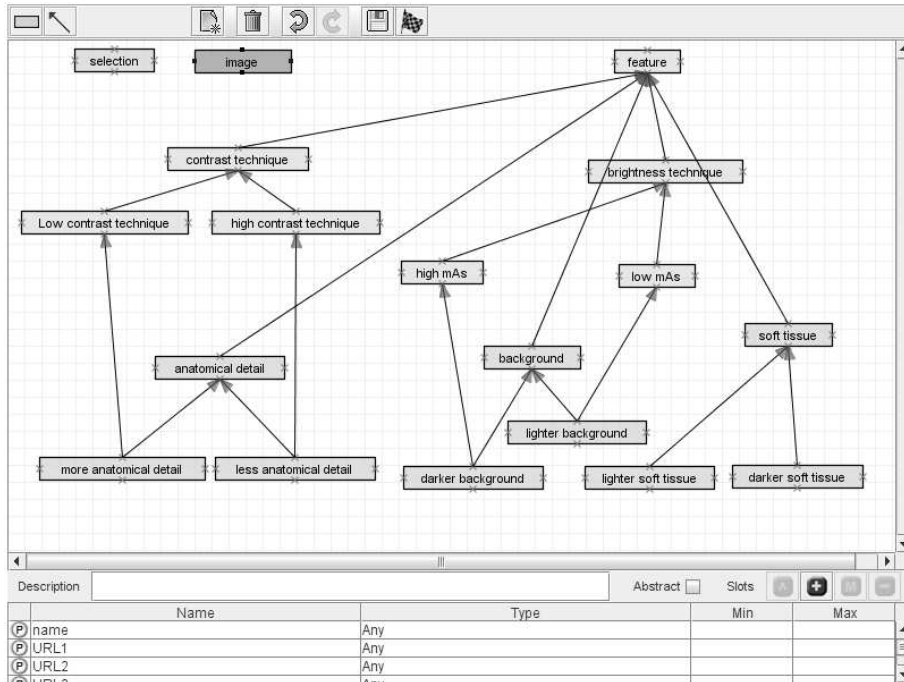 selection
image
feature
contrast technique
brightness technique
Low contrast technique
high contrast technique
high mAs
low mAs
soft tissue
background
anatomical detail
lighter background
more anatomical detail
less anatomical detail
darker background
lighter soft tissue
darker soft tissue
Description
Abstract
Slots
A
M
Name Type Min Max
P name Any
P URL1 Any
P URL2 Any